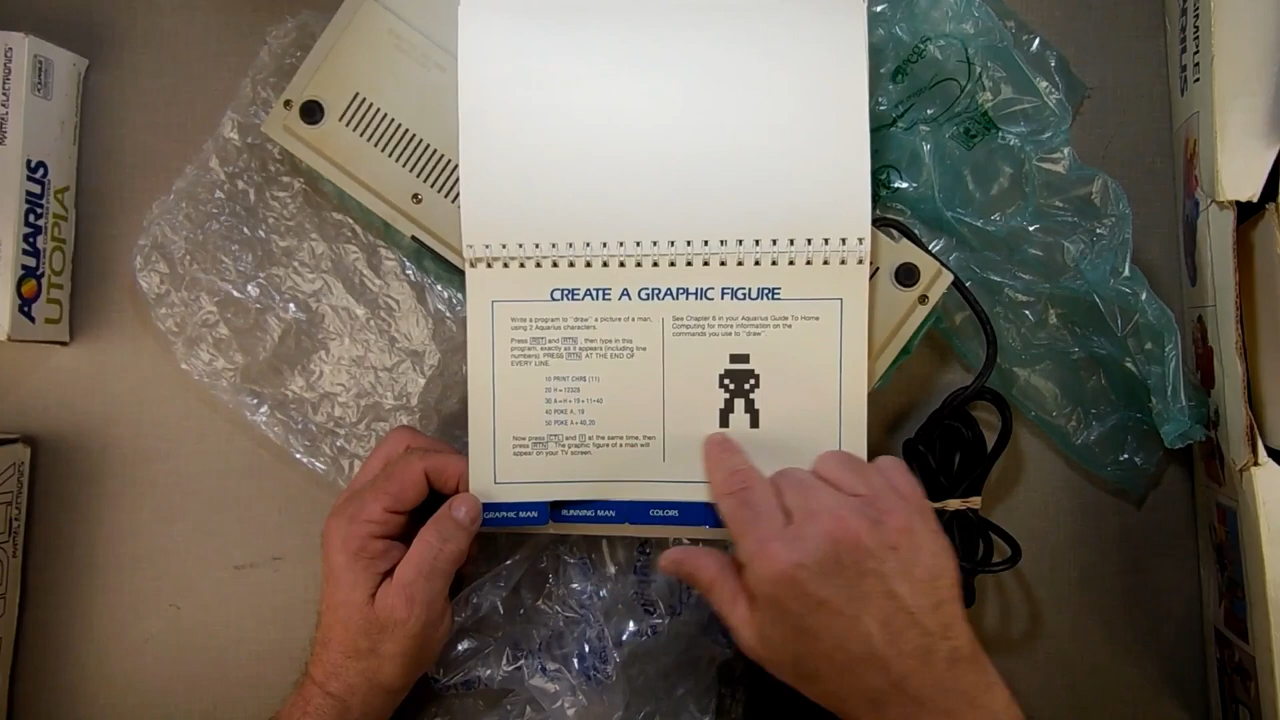 MATTEL ELECTRONICS
AQUARIUS
UTOPIA
CREATE A GRAPHIC FIGURE
Write a program to "draw" a picture of a man,
using 2 Aquarius characters.
Press RST and RTN , then type in this
program, exactly as it appears (including line
numbers). PRESS RTN AT THE END OF
EVERY LINE.
10 PRINT CHR$ (11)
20 H=12328
30 A=H+19+11*40
40 POKE A, 19
50 POKE A+40,20
Now press CTL and 1 at the same time, then
press RTN . The graphic figure of a man will
appear on your TV screen.
See Chapter 6 in your Aquarius Guide To Home
Computing for more information on the
commands you use to "draw".
GRAPHIC MAN
RUNNING MAN
COLORS
MATTEL ELECTRONICS